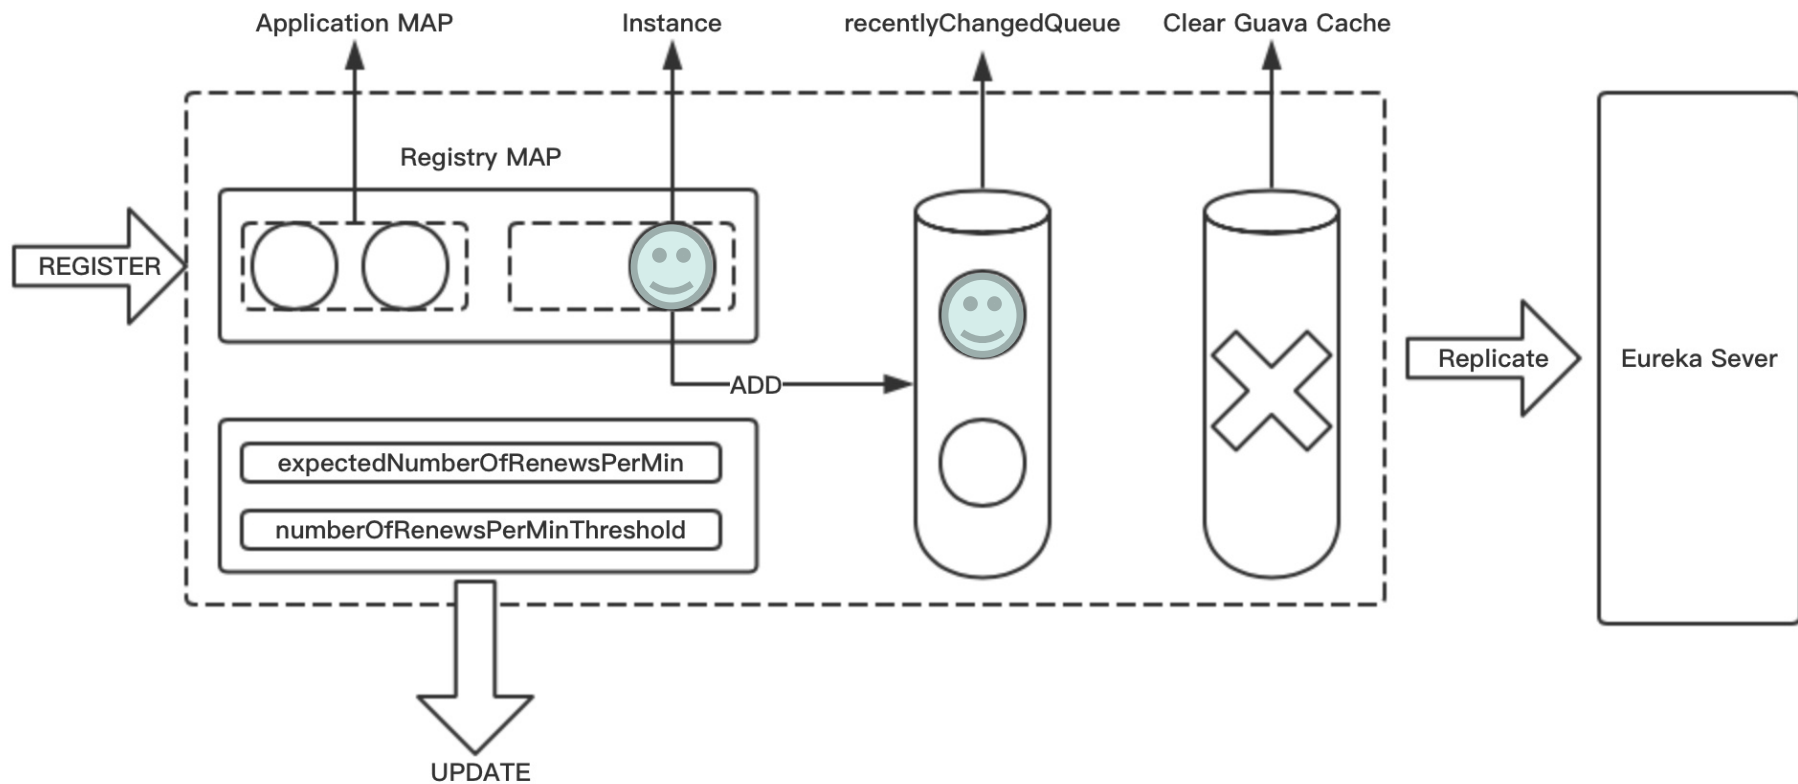 Application MAP
Instance
recentlyChangedQueue
Clear Guava Cache
Registry MAP
REGISTER
ADD
Replicate
Eureka Sever
expectedNumberOfRenewsPerMin
numberOfRenewsPerMinThreshold
UPDATE